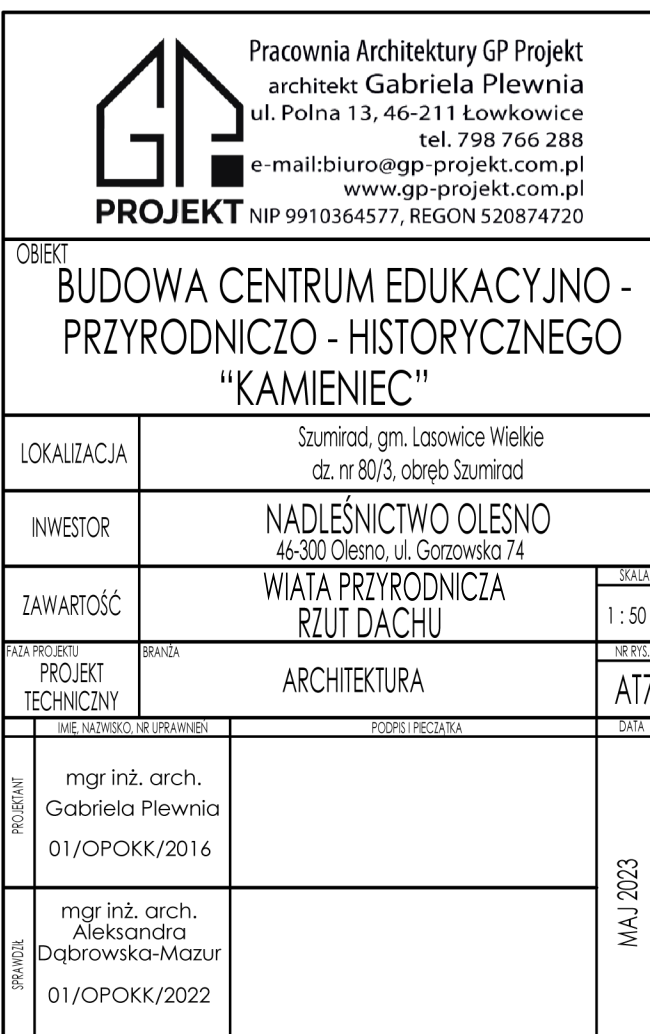 GP
PROJEKT
Pracownia Architektury GP Projekt
architekt Gabriela Plewnia
ul. Polna 13, 46-211 Łowkowice
tel. 798 766 288
e-mail:biuro@gp-projekt.com.pl
www.gp-projekt.com.pl
NIP 9910364577, REGON 520874720
OBIEKT
BUDOWA CENTRUM EDUKACYJNO -
PRZYRODNICZO - HISTORYCZNEGO
“KAMIENIEC”
LOKALIZACJA
Szumirad, gm. Lasowice Wielkie
dz. nr 80/3, obręb Szumirad
INWESTOR
NADLEŚNICTWO OLESNO
46-300 Olesno, ul. Gorzowska 74
ZAWARTOŚĆ
WIATA PRZYRODNICZA
RZUT DACHU
SKALA
1 : 50
FAZA PROJEKTU
PROJEKT
TECHNICZNY
BRANŻA
ARCHITEKTURA
NR RYS.
AT7
IMIĘ, NAZWISKO, NR UPRAWNIEŃ
PODPIS I PIECZĄTKA
DATA
PROJEKTANT
mgr inż. arch.
Gabriela Plewnia
01/OPOKK/2016
MAJ 2023
SPRAWDZIŁ
mgr inż. arch.
Aleksandra
Dąbrowska-Mazur
01/OPOKK/2022